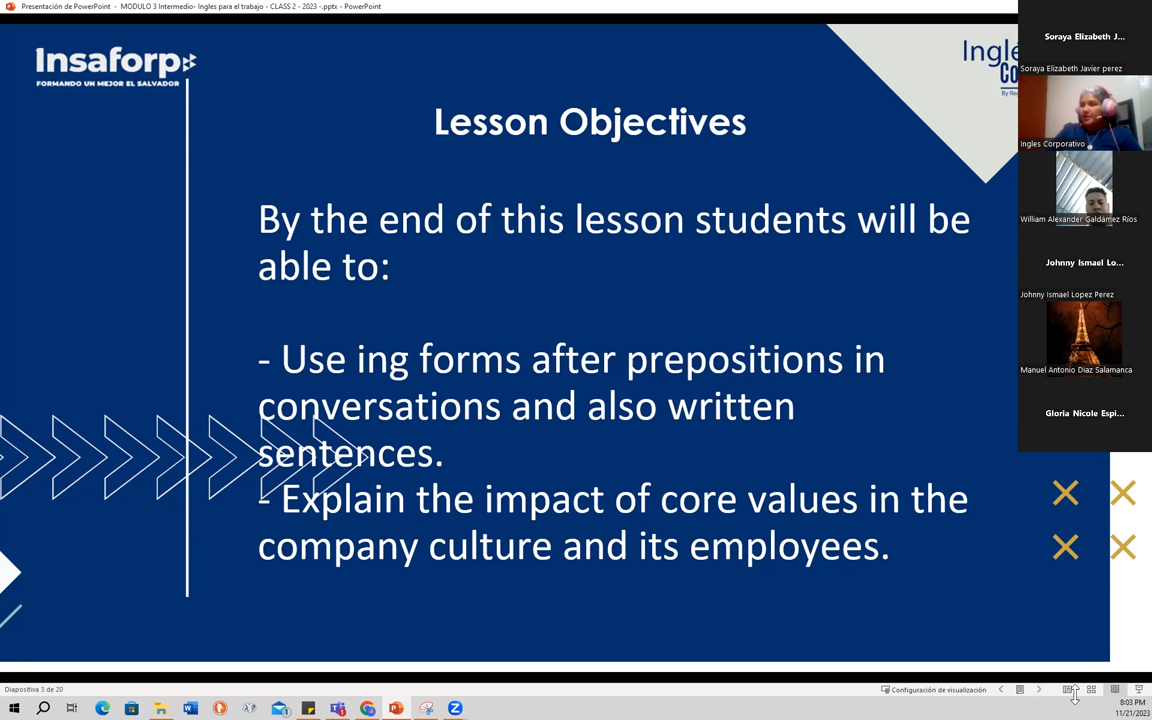 Presentación de PowerPoint - MODULO 3 Intermedio- Ingles para el trabajo - CLASS 2 - 2023 -.pptx - PowerPoint
Insaforp
FORMANDO UN MEJOR EL SALVADOR
Lesson Objectives
By the end of this lesson students will be
able to:
- Use ing forms after prepositions in
conversations and also written
sentences.
- Explain the impact of core values in the
company culture and its employees.
Soraya Elizabeth J...
Soraya Elizabeth Javier perez
Ingles Corporativo
William Alexander Galdámez Ríos
Johnny Ismael Lo...
Johnny Ismael Lopez Perez
Manuel Antonio Diaz Salamanca
Gloria Nicole Espi...
Diapositiva 3 de 20
Configuración de visualización
8:03 PM
11/21/2023